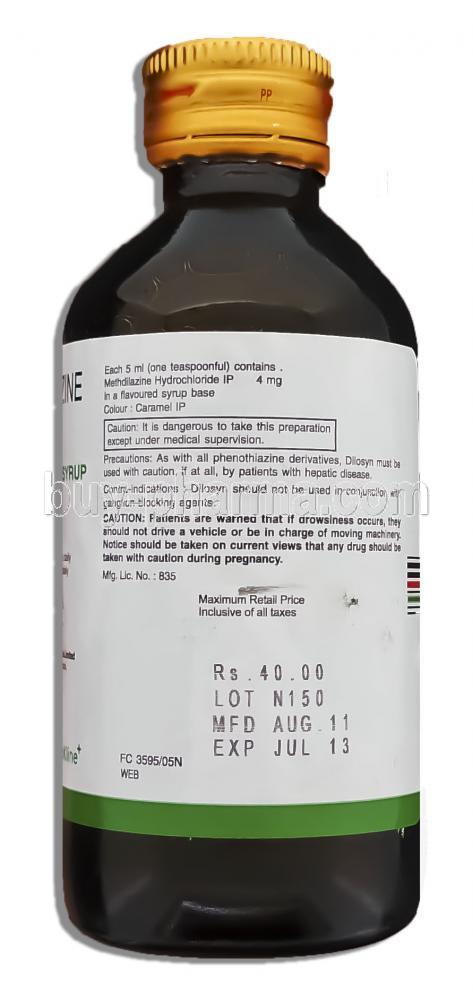 PP
Each 5 ml (one teaspoonful) contains .
Methdilazine Hydrochloride IP 4 mg
In a flavoured syrup base
Colour : Caramel IP
ZINE
Caution: It is dangerous to take this preparation
except under medical supervision.
Precautions: As with all phenothiazine derivatives, Dilosyn must be
used with caution, if at all, by patients with hepatic disease.
SYRUP
Contra-indications : Dilosyn should not be used in conjunction with
ganglion-blocking agents.
CAUTION: Patients are warned that if drowsiness occurs, they
should not drive a vehicle or be in charge of moving machinery.
Notice should be taken on current views that any drug should be
taken with caution during pregnancy.
Mfg. Lic. No. : 835
Maximum Retail Price
Inclusive of all taxes
Rs.40.00
LOT N150
MFD AUG.11
EXP JUL 13
Kline
FC 3595/05N
WEB